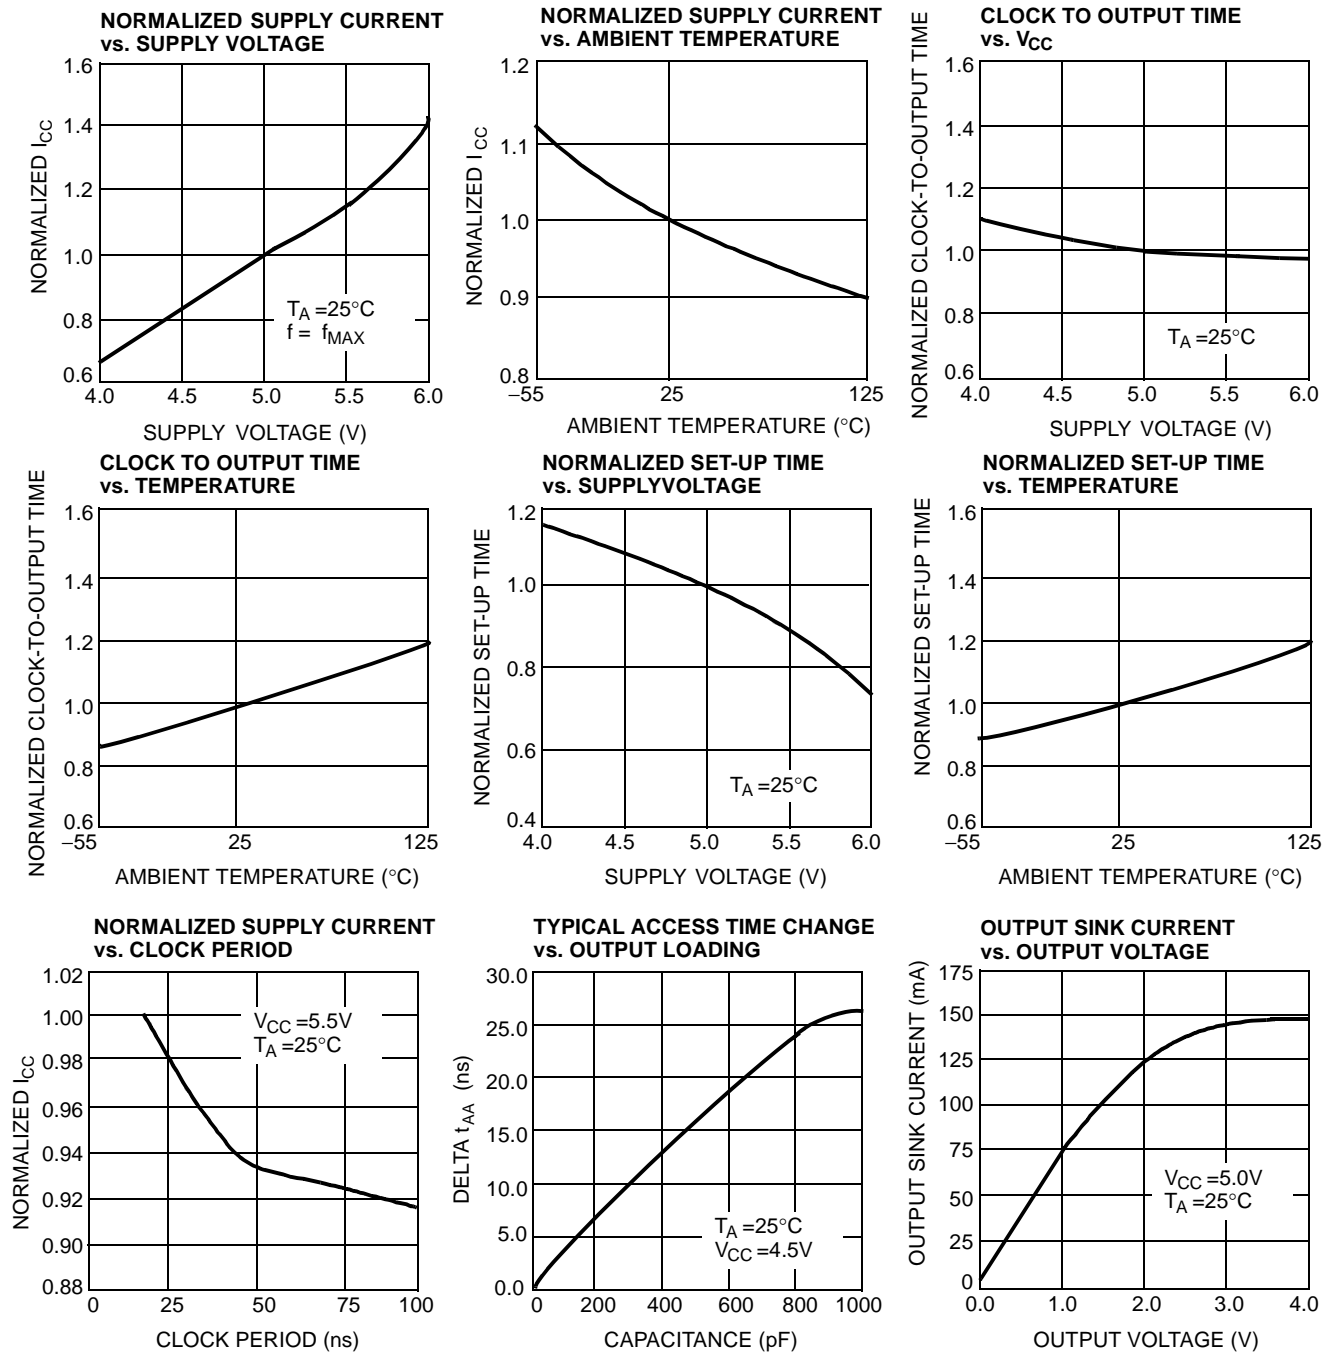 NORMALIZED SUPPLY CURRENT
vs. SUPPLY VOLTAGE
NORMALIZED ICC
1.6
1.4
1.2
1.0
0.8
0.6
TA =25°C
f = fMAX
4.0 4.5 5.0 5.5 6.0
SUPPLY VOLTAGE (V)
NORMALIZED SUPPLY CURRENT
vs. AMBIENT TEMPERATURE
NORMALIZED ICC
1.2
1.1
1.0
0.9
0.8
–55 25 125
AMBIENT TEMPERATURE (°C)
CLOCK TO OUTPUT TIME
vs. VCC
NORMALIZED CLOCK-TO-OUTPUT TIME
1.6
1.4
1.2
1.0
0.8
0.6
TA =25°C
4.0 4.5 5.0 5.5 6.0
SUPPLY VOLTAGE (V)
CLOCK TO OUTPUT TIME
vs. TEMPERATURE
NORMALIZED CLOCK-TO-OUTPUT TIME
1.6
1.4
1.2
1.0
0.8
0.6
–55 25 125
AMBIENT TEMPERATURE (°C)
NORMALIZED SET-UP TIME
vs. SUPPLYVOLTAGE
NORMALIZED SET-UP TIME
1.2
1.0
0.8
0.6
0.4
TA =25°C
4.0 4.5 5.0 5.5 6.0
SUPPLY VOLTAGE (V)
NORMALIZED SET-UP TIME
vs. TEMPERATURE
NORMALIZED SET-UP TIME
1.6
1.4
1.2
1.0
0.8
0.6
–55 25 125
AMBIENT TEMPERATURE (°C)
NORMALIZED SUPPLY CURRENT
vs. CLOCK PERIOD
NORMALIZED ICC
1.02
1.00
0.98
0.96
0.94
0.92
0.90
0.88
VCC =5.5V
TA =25°C
0 25 50 75 100
CLOCK PERIOD (ns)
TYPICAL ACCESS TIME CHANGE
vs. OUTPUT LOADING
DELTA tAA (ns)
30.0
25.0
20.0
15.0
10.0
5.0
0.0
TA =25°C
VCC =4.5V
0 200 400 600 800 1000
CAPACITANCE (pF)
OUTPUT SINK CURRENT
vs. OUTPUT VOLTAGE
OUTPUT SINK CURRENT (mA)
175
150
125
100
75
50
25
0
VCC =5.0V
TA =25°C
0.0 1.0 2.0 3.0 4.0
OUTPUT VOLTAGE (V)